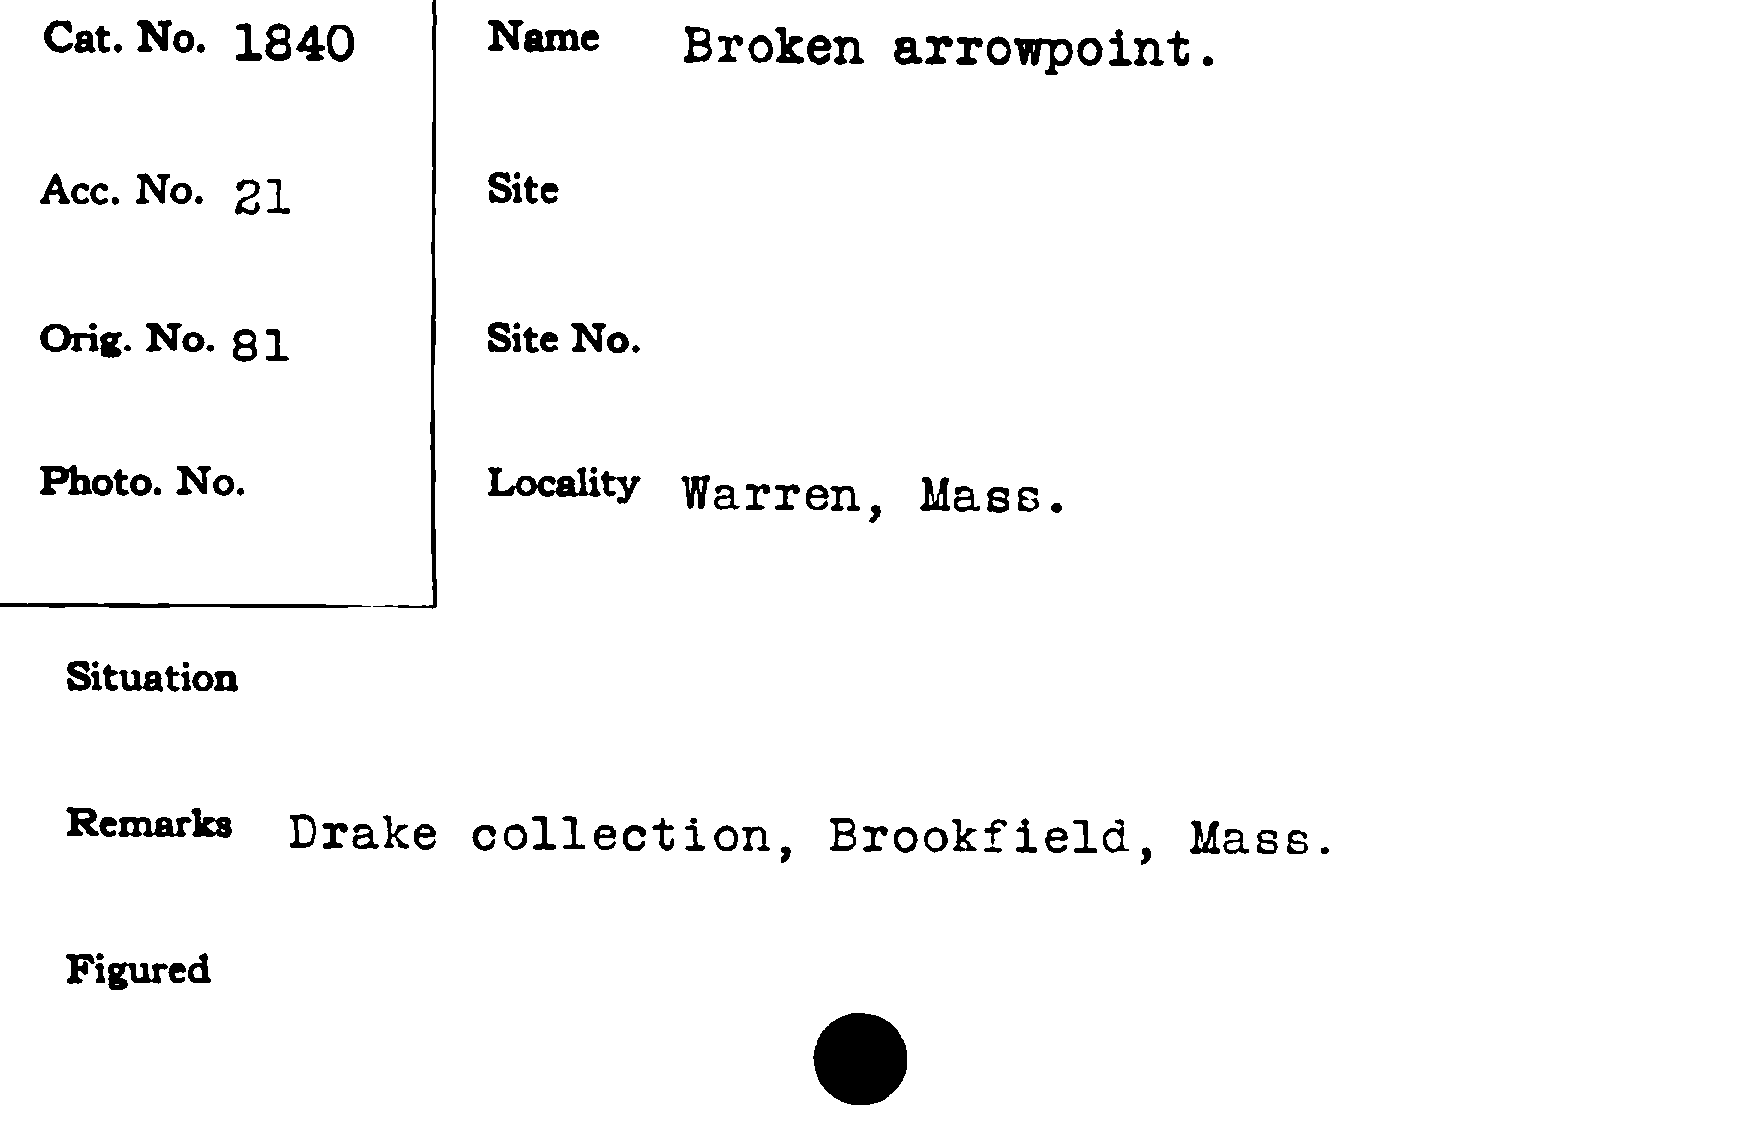 Cat. No. 1840
Acc. No. 21
Orig. No. 81
Photo. No.
Name Broken arrowpoint.
Site
Site No.
Locality Warren, Mass.
Situation
Remarks Drake collection, Brookfield, Mass.
Figured